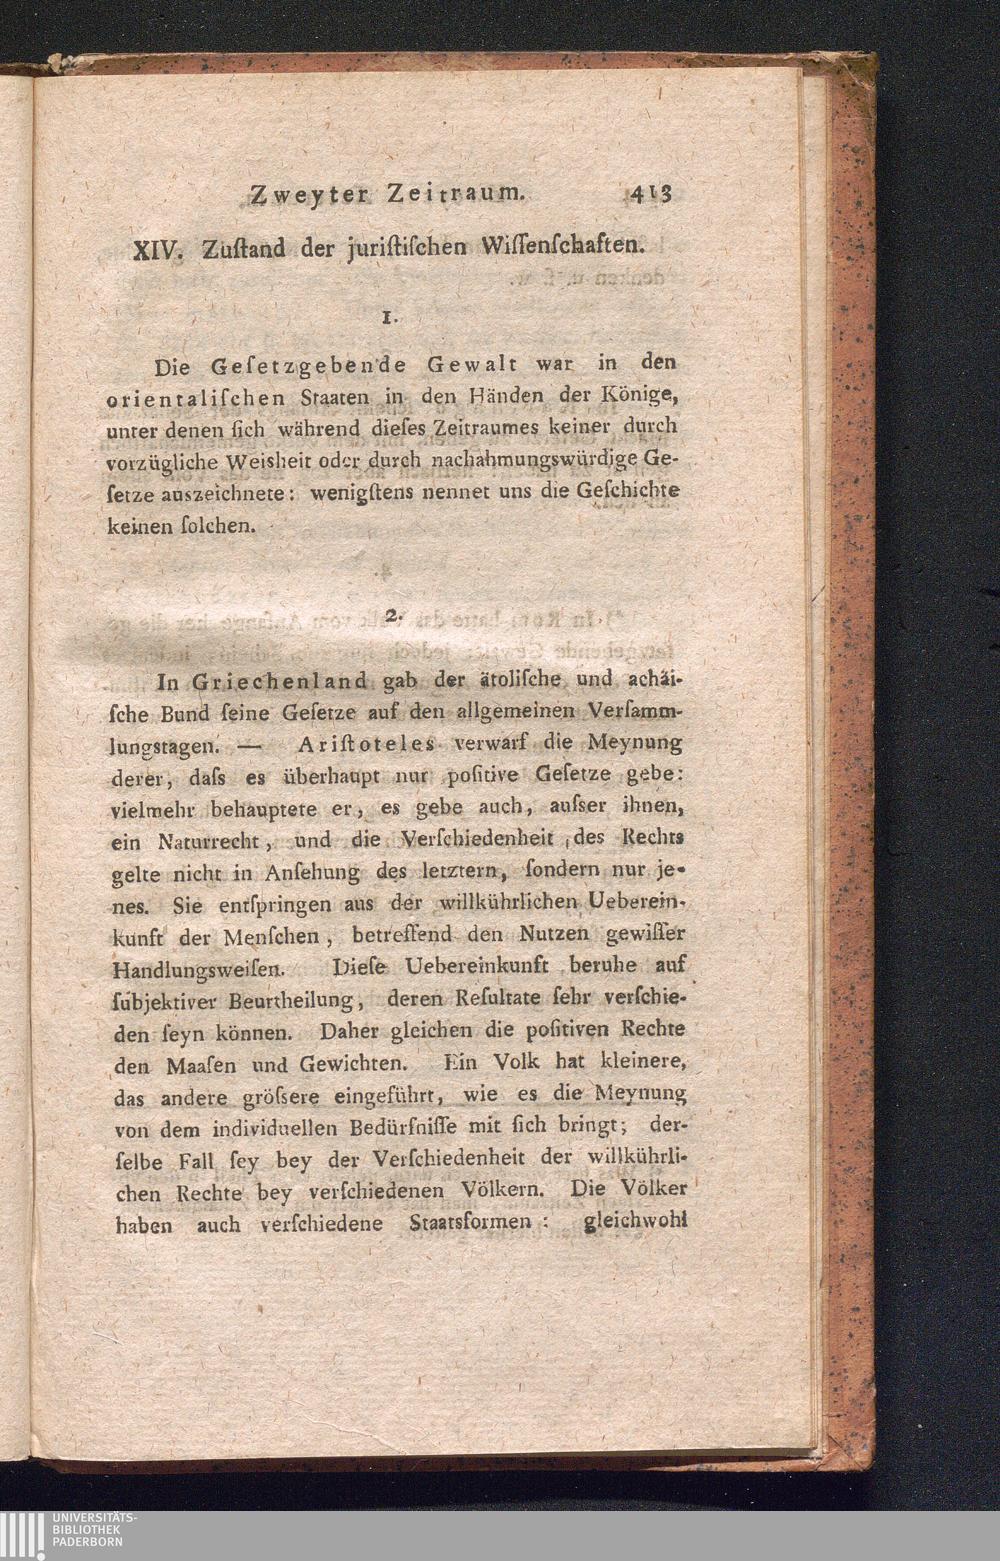 Zweyter Zeitraum. 413
XIV. Zuſtand der juriſtiſchen Wiſſenſchaften.
1.
Die Geſetzgebende Gewalt war in den
orientaliſchen Staaten in den Händen der Könige,
unter denen ſich während dieſes Zeitraumes keiner durch
vorzügliche Weisheit oder durch nachahmungswürdige Ge-
ſetze auszeichnete: wenigſtens nennet uns die Geſchichte
keinen ſolchen.
2.
In Griechenland gab der ätoliſche und achäi-
ſche Bund ſeine Geſetze auf den allgemeinen Verſamm-
lungstagen. — Ariſtoteles verwarf die Meynung
derer, daſs es überhaupt nur poſitive Geſetze gebe:
vielmehr behauptete er, es gebe auch, auſser ihnen,
ein Naturrecht, und die Verſchiedenheit des Rechts
gelte nicht in Anſehung des letztern, ſondern nur je-
nes. Sie entſpringen aus der willkührlichen Ueberein-
kunft der Menſchen, betreffend den Nutzen gewiſſer
Handlungsweiſen. Dieſe Uebereinkunft beruhe auf
ſubjektiver Beurtheilung, deren Reſultate ſehr verſchie-
den ſeyn können. Daher gleichen die poſitiven Rechte
den Maaſen und Gewichten. Ein Volk hat kleinere,
das andere gröſsere eingeführt, wie es die Meynung
von dem individuellen Bedürfniſſe mit ſich bringt; der-
ſelbe Fall ſey bey der Verſchiedenheit der willkührli-
chen Rechte bey verſchiedenen Völkern. Die Völker
haben auch verſchiedene Staatsformen: gleichwohl
UNIVERSITÄTS-
BIBLIOTHEK
PADERBORN